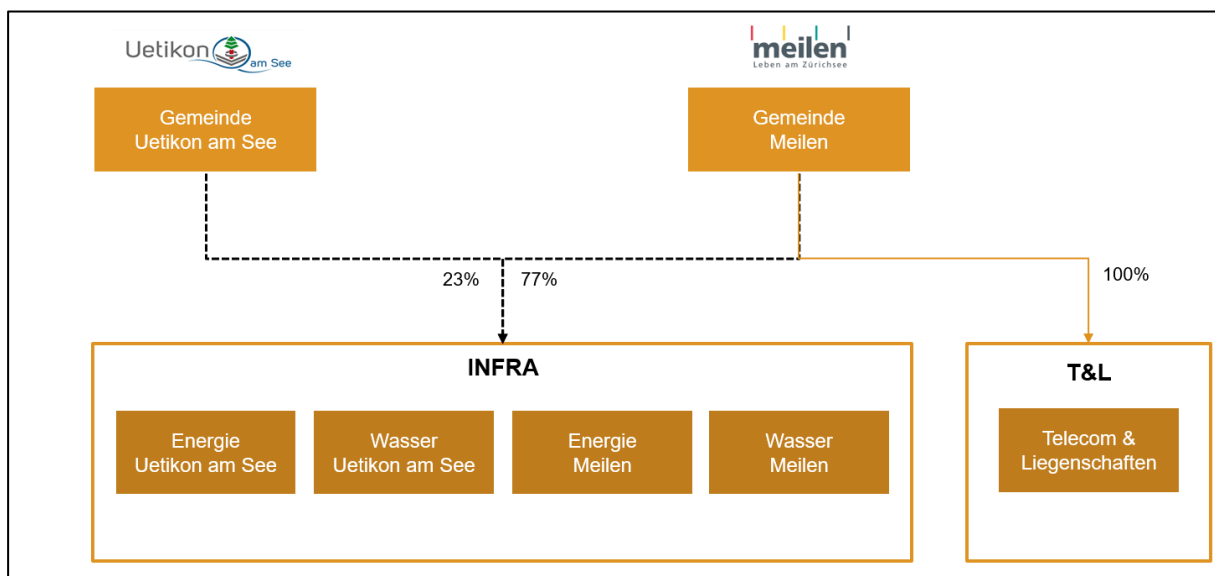 Uetikon
am See
meilen
Leben am Zürichsee
Gemeinde
Uetikon am See
Gemeinde
Meilen
23%
77%
100%
INFRA
T&L
Energie
Uetikon am See
Wasser
Uetikon am See
Energie
Meilen
Wasser
Meilen
Telecom &
Liegenschaften